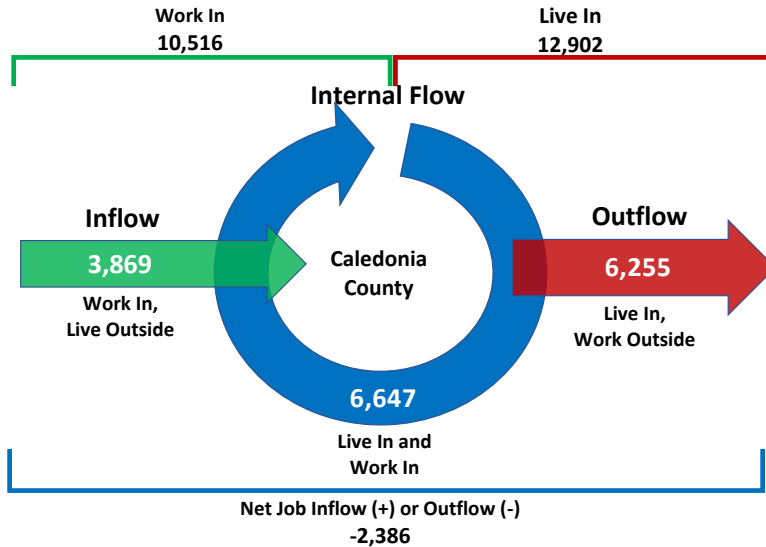 Work In
10,516
Live In
12,902
Internal Flow
Inflow
3,869
Work In,
Live Outside
Caledonia
County
Outflow
6,255
Live In,
Work Outside
6,647
Live In and
Work In
Net Job Inflow (+) or Outflow (-)
-2,386